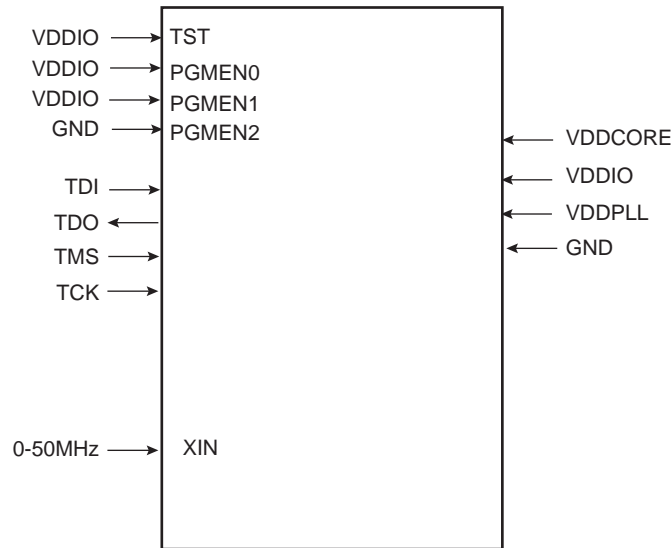 VDDIO TST
VDDIO PGMEN0
VDDIO PGMEN1
GND PGMEN2
VDDCORE
TDI VDDIO
TDO VDDPLL
TMS GND
TCK
0-50MHz XIN